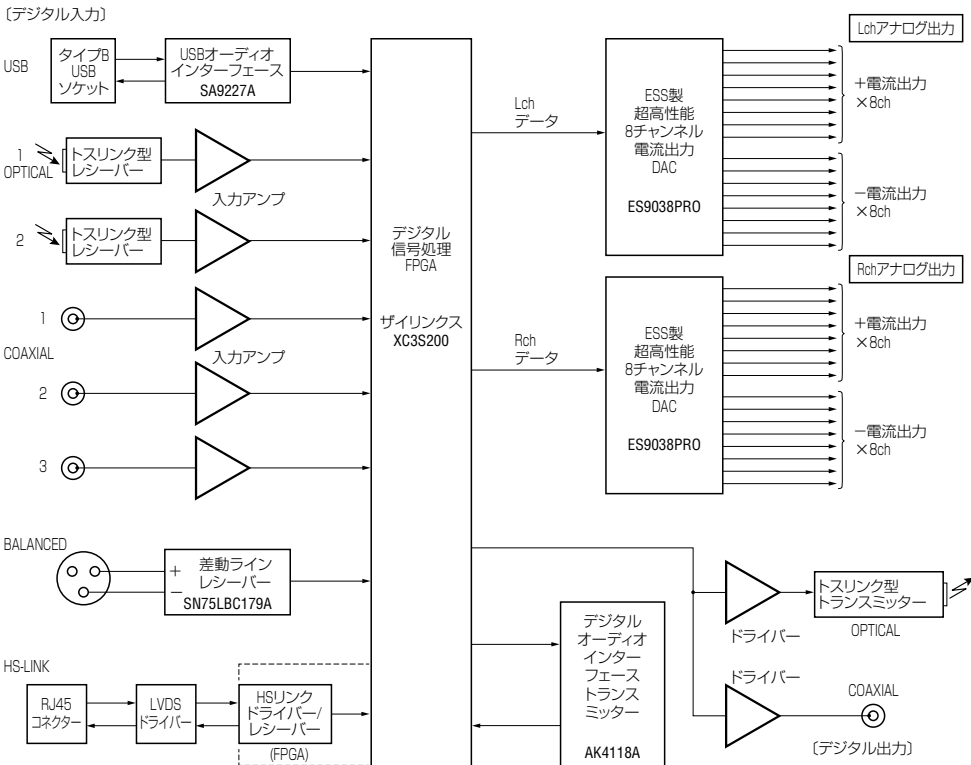 〔デジタル入力〕
USB
タイプB
USB
ソケット
USBオーディオ
インターフェース
SA9227A
1
OPTICAL
トスリンク型
レシーバー
入力アンプ
2
トスリンク型
レシーバー
1
COAXIAL
入力アンプ
2
3
BALANCED
+
−
差動ライン
レシーバー
SN75LBC179A
HS-LINK
RJ45
コネクター
LVDS
ドライバー
HSリンク
ドライバー/
レシーバー
(FPGA)
デジタル
信号処理
FPGA
ザイリンクス
XC3S200
Lch
データ
ESS製
超高性能
8チャンネル
電流出力
DAC
ES9038PRO
Lchアナログ出力
+電流出力
×8ch
−電流出力
×8ch
Rch
データ
ESS製
超高性能
8チャンネル
電流出力
DAC
ES9038PRO
Rchアナログ出力
+電流出力
×8ch
−電流出力
×8ch
デジタル
オーディオ
インター
フェース
トランス
ミッター
AK4118A
ドライバー
トスリンク型
トランスミッター
OPTICAL
ドライバー
COAXIAL
〔デジタル出力〕